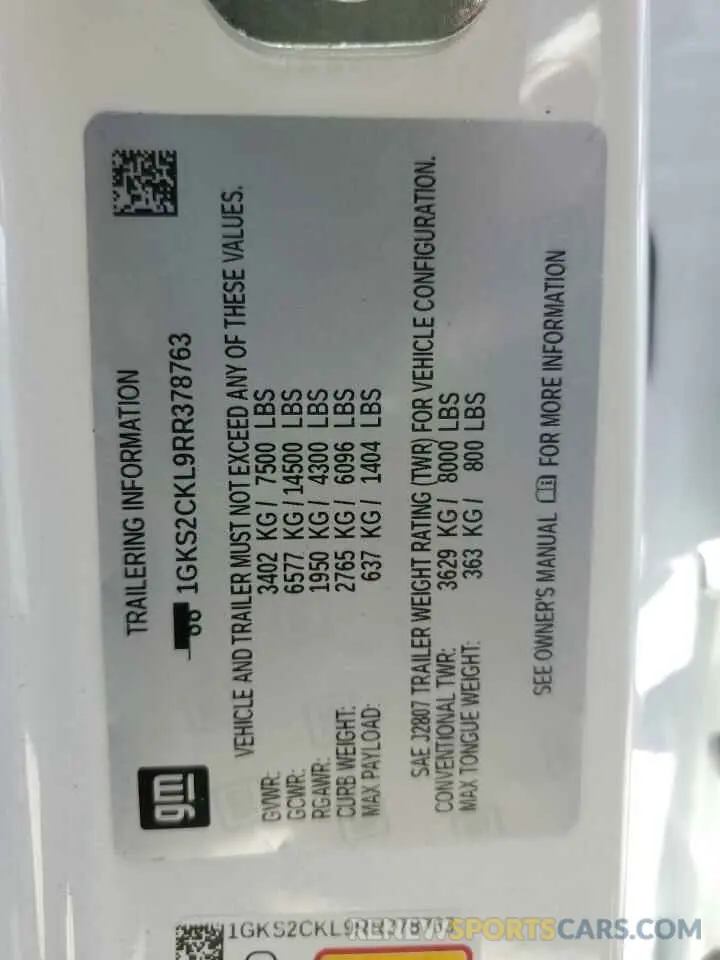 TRAILERING INFORMATION
gm
1GKS2CKL9RR378763
VEHICLE AND TRAILER MUST NOT EXCEED ANY OF THESE VALUES.
GVWR: 3402 KG / 7500 LBS
GCWR: 6577 KG / 14500 LBS
RGAWR: 1950 KG / 4300 LBS
CURB WEIGHT: 2765 KG / 6096 LBS
MAX PAYLOAD: 637 KG / 1404 LBS
SAE J2807 TRAILER WEIGHT RATING (TWR) FOR VEHICLE CONFIGURATION.
CONVENTIONAL TWR: 3629 KG / 8000 LBS
MAX TONGUE WEIGHT: 363 KG / 800 LBS
SEE OWNER'S MANUAL FOR MORE INFORMATION
1GKS2CKL9RR378763
REVIEWSPORTSCARS.COM